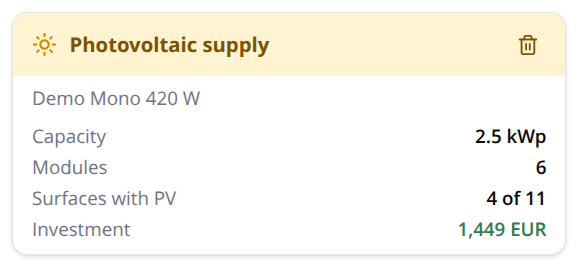 Photovoltaic supply
Demo Mono 420 W
Capacity 2.5 kWp
Modules 6
Surfaces with PV 4 of 11
Investment 1,449 EUR